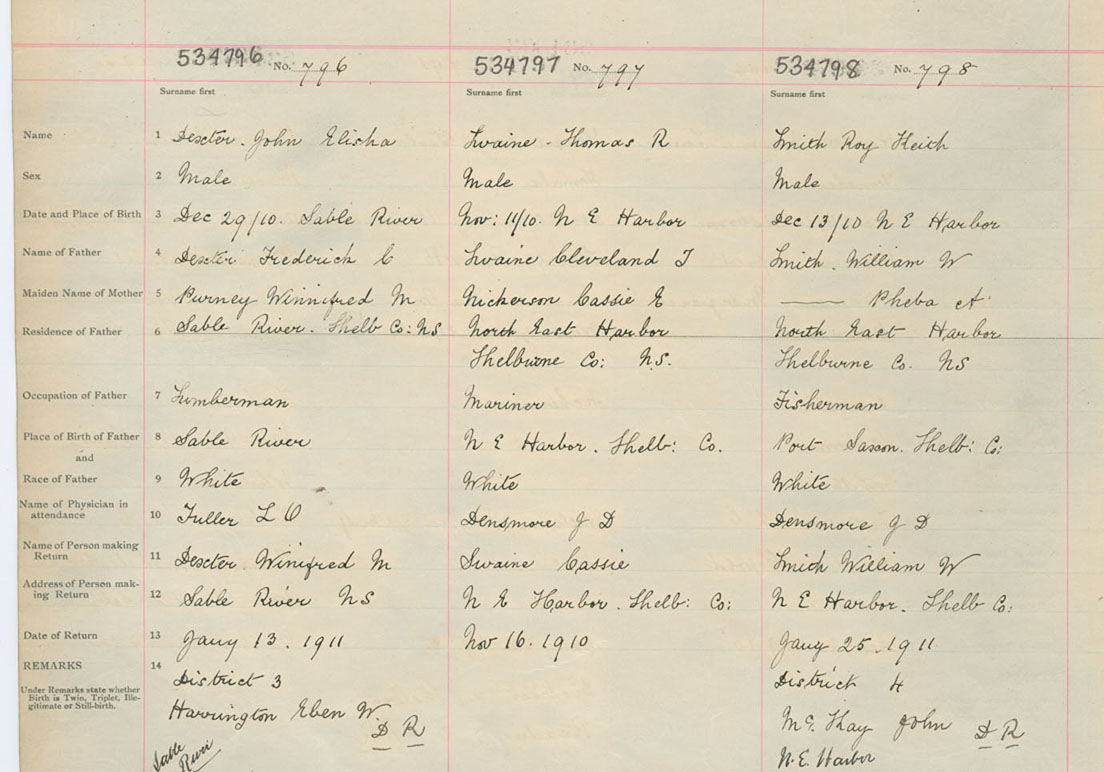 534796 No. 796 534797 No. 797 534798 No. 798
Surname first Surname first Surname first
Name 1 Dexter. John Elisha Swaine - Thomas R Smith Roy Keith
Sex 2 Male Male Male
Date and Place of Birth 3 Dec 29/10. Sable River Nov: 11/10. N E Harbor Dec 13/10 N E Harbor
Name of Father 4 Dexter Frederick C Swaine Cleveland T Smith. William W
Maiden Name of Mother 5 Purney Winnifred M Nickerson Cassie E —— Pheba A
Residence of Father 6 Sable River. Shelb Co: NS North East Harbor North East Harbor
Shelburne Co: N.S. Shelburne Co. NS
Occupation of Father 7 Lumberman Mariner Fisherman
Place of Birth of Father 8 Sable River N E Harbor. Shelb: Co. Port Saxon. Shelb: Co:
and
Race of Father 9 White White White
Name of Physician in
attendance 10 Fuller L O Densmore J D Densmore J D
Name of Person making
Return 11 Dexter. Winifred M Swaine Cassie Smith William W
Address of Person mak-
ing Return 12 Sable River NS N E Harbor. Shelb: Co: N E Harbor. Shelb Co:
Date of Return 13 Jany 13. 1911 Nov 16. 1910 Jany 25. 1911
REMARKS 14 District 3 District 4
Under Remarks state whether
Birth is Twin, Triplet, Ille-
gitimate or Still-birth.
Harrington Eben W. D R McKay John D R
Sable River N.E. Harbor